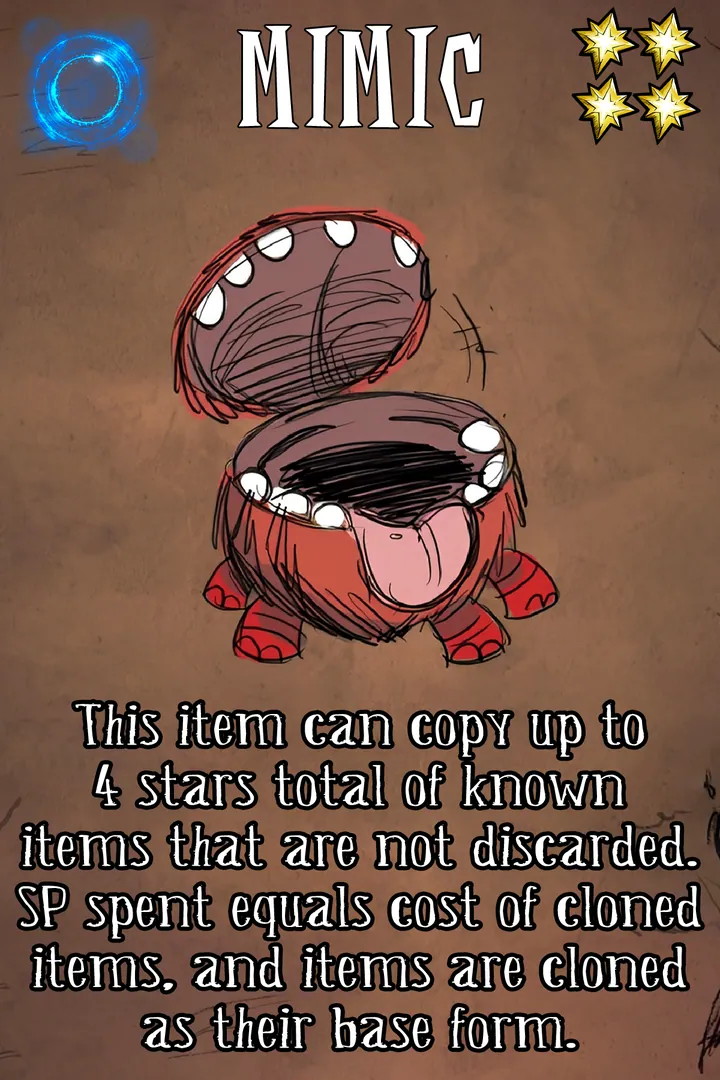 MIMIC
This item can copy up to
4 stars total of known
items that are not discarded.
SP spent equals cost of cloned
items, and items are cloned
as their base form.